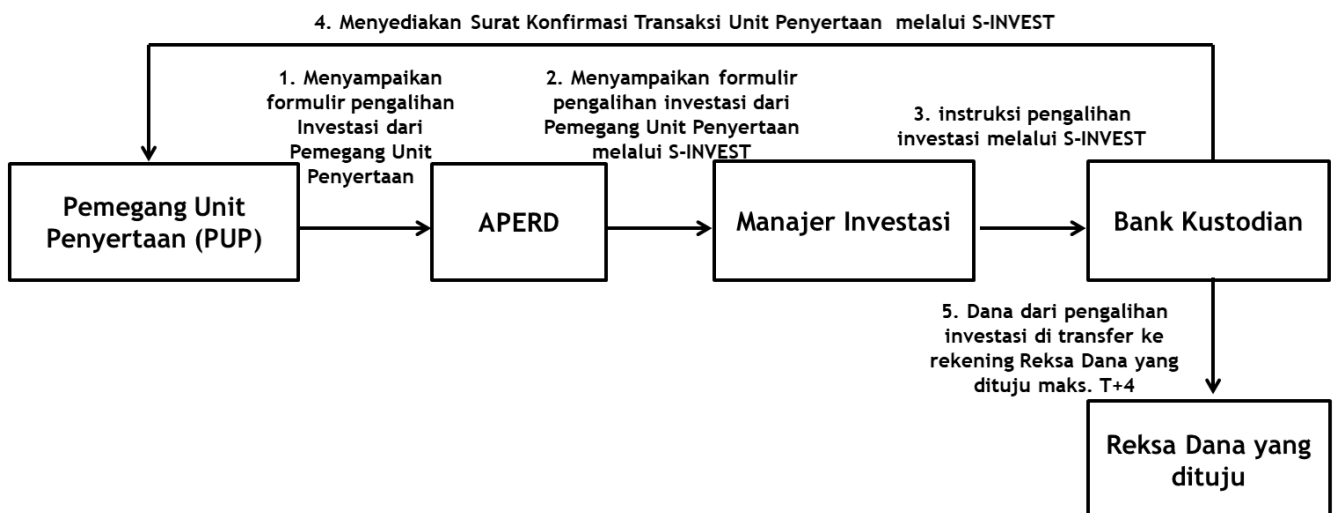 4. Menyediakan Surat Konfirmasi Transaksi Unit Penyertaan melalui S-INVEST
1. Menyampaikan
formulir pengalihan
Investasi dari
Pemegang Unit
Penyertaan
2. Menyampaikan formulir
pengalihan investasi dari
Pemegang Unit Penyertaan
melalui S-INVEST
3. instruksi pengalihan
investasi melalui S-INVEST
Pemegang Unit
Penyertaan (PUP)
APERD
Manajer Investasi
Bank Kustodian
5. Dana dari pengalihan
investasi di transfer ke
rekening Reksa Dana yang
dituju maks. T+4
Reksa Dana yang
dituju